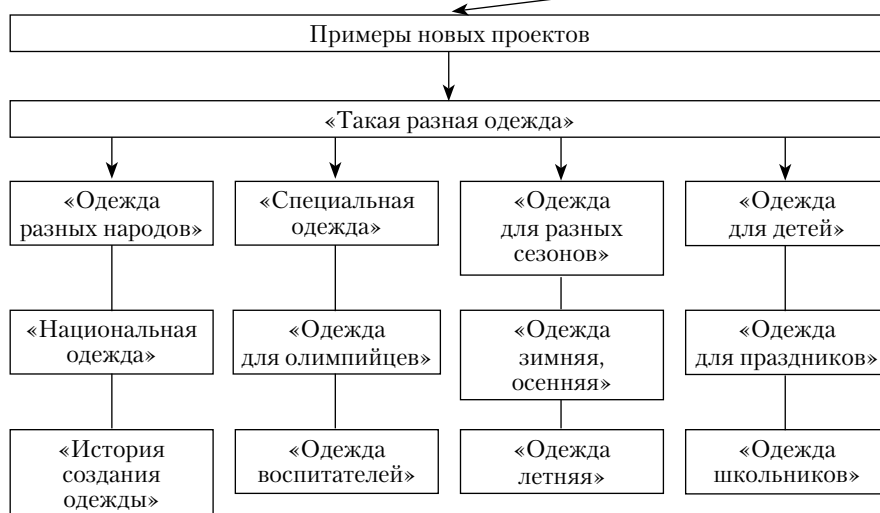 Примеры новых проектов
«Такая разная одежда»
«Одежда
разных народов»
«Специальная
одежда»
«Одежда
для разных
сезонов»
«Одежда
для детей»
«Национальная
одежда»
«Одежда
для олимпийцев»
«Одежда
зимняя,
осенняя»
«Одежда
для праздников»
«История
создания
одежды»
«Одежда
воспитателей»
«Одежда
летняя»
«Одежда
школьников»